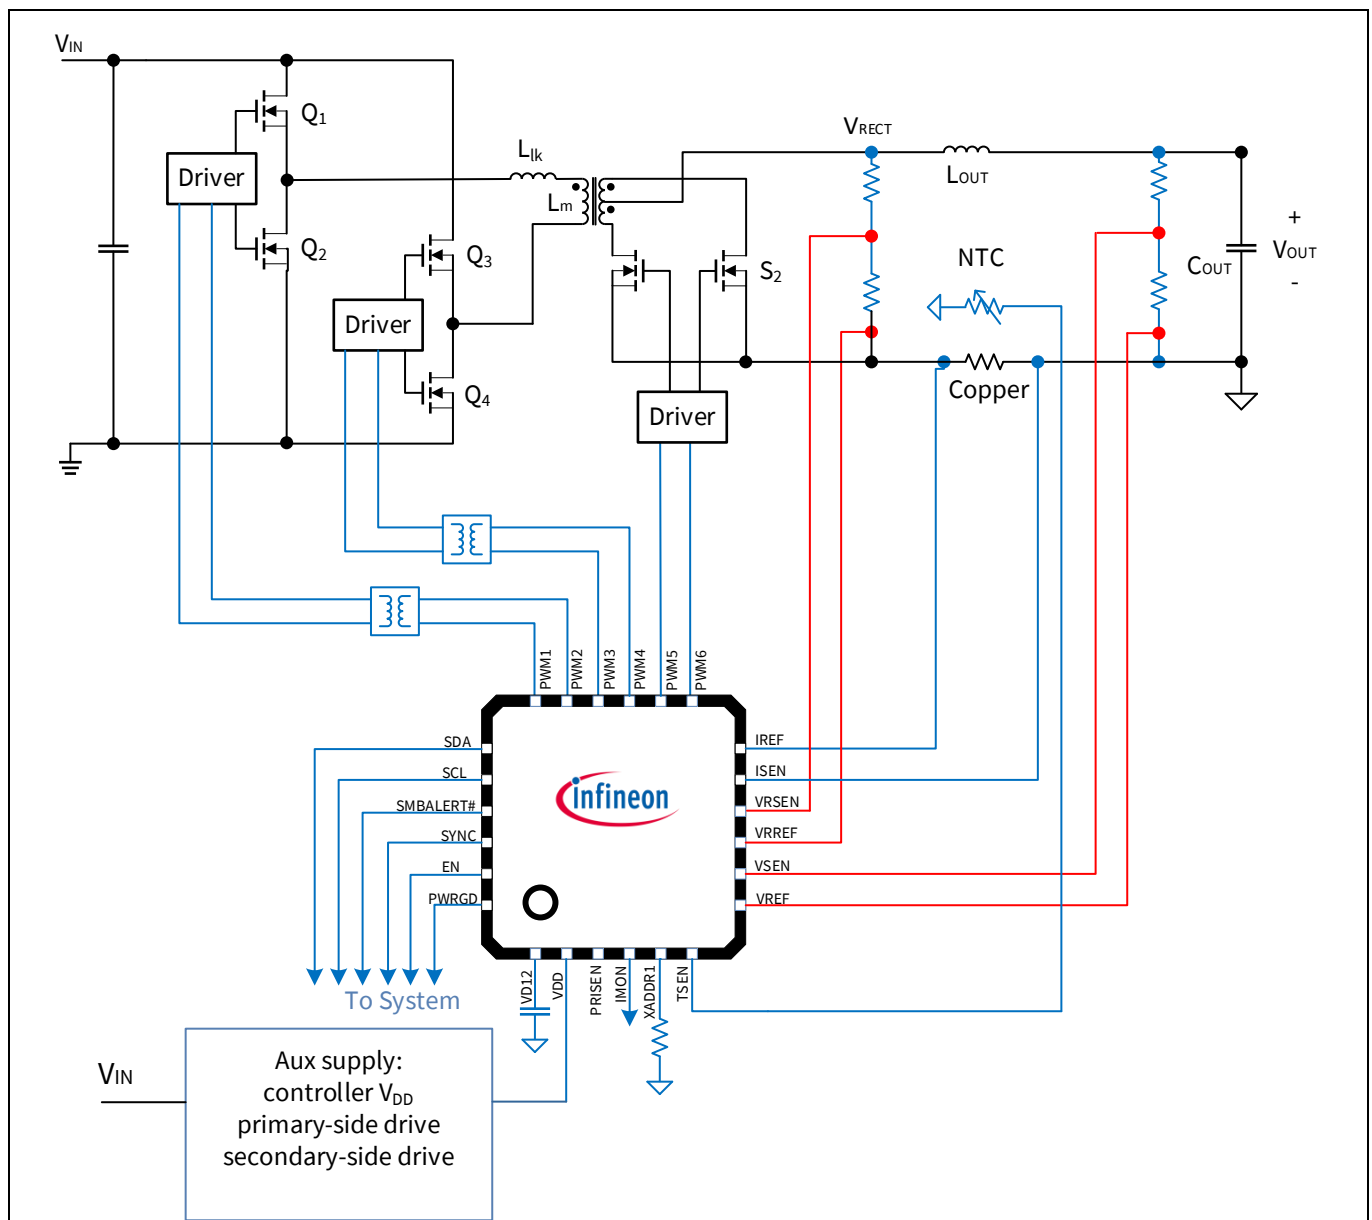 VIN
Q1
Driver
Q2
Llk
Lm
Q3
Driver
Q4
S2
Driver
VRECT
LOUT
NTC
Copper
COUT
+
VOUT
-
PWM1
PWM2
PWM3
PWM4
PWM5
PWM6
SDA
SCL
SMBALERT#
SYNC
EN
PWRGD
infineon
IREF
ISEN
VRSEN
VRREF
VSEN
VREF
VD12
VDD
PRISEN
IMON
XADDR1
TSEN
To System
VIN
Aux supply:
controller VDD
primary-side drive
secondary-side drive